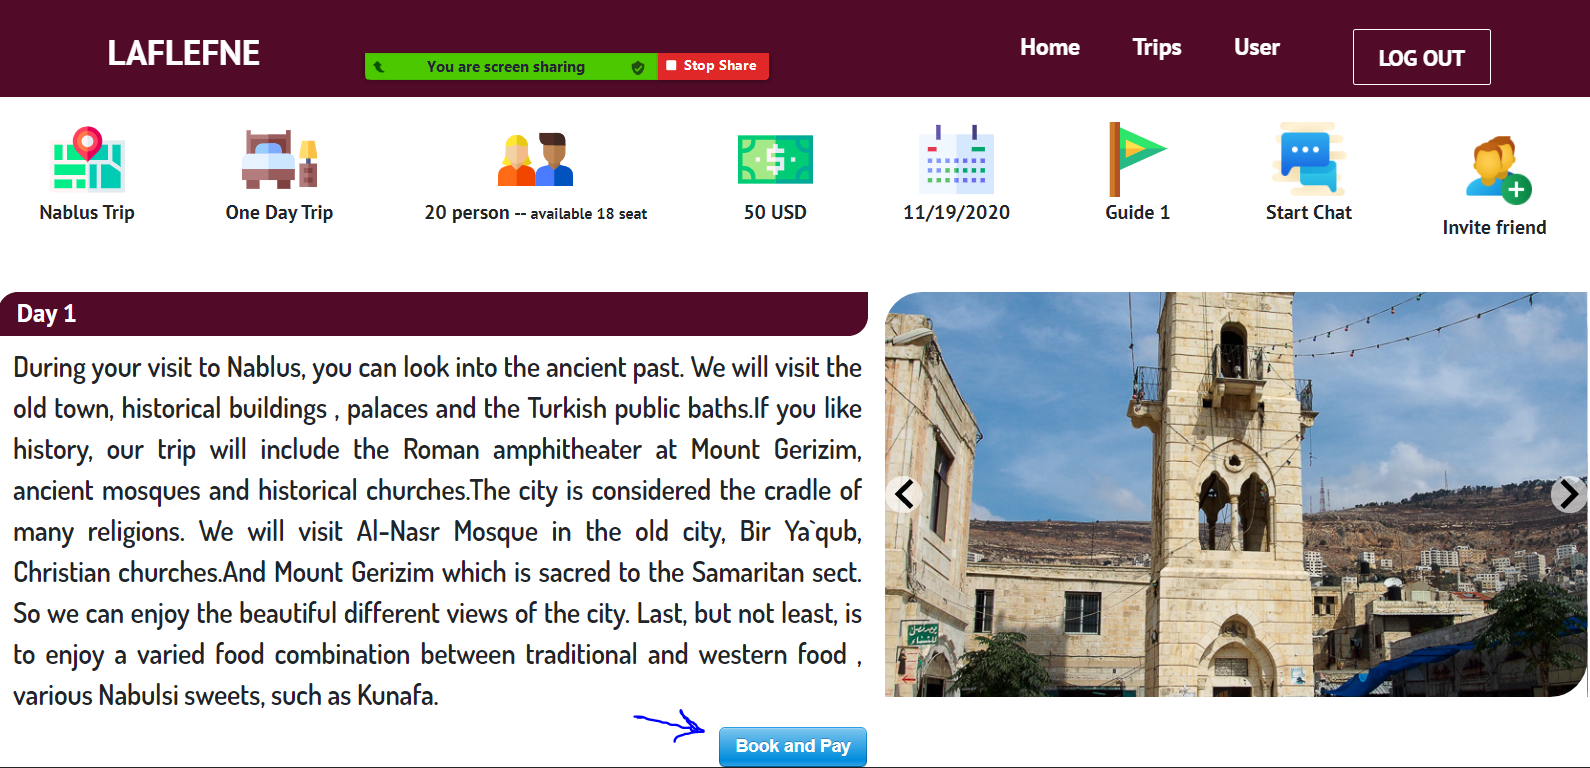 LAFLEFNE
You are screen sharing
Stop Share
Home
Trips
User
LOG OUT
Nablus Trip
One Day Trip
20 person -- available 18 seat
50 USD
11/19/2020
Guide 1
Start Chat
Invite friend
Day 1
During your visit to Nablus, you can look into the ancient past. We will visit the
old town, historical buildings , palaces and the Turkish public baths.If you like
history, our trip will include the Roman amphitheater at Mount Gerizim,
ancient mosques and historical churches.The city is considered the cradle of
many religions. We will visit Al-Nasr Mosque in the old city, Bir Ya`qub,
Christian churches.And Mount Gerizim which is sacred to the Samaritan sect.
So we can enjoy the beautiful different views of the city. Last, but not least, is
to enjoy a varied food combination between traditional and western food ,
various Nabulsi sweets, such as Kunafa.
Book and Pay